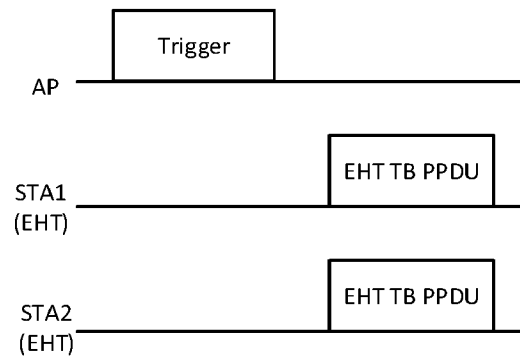 Trigger
AP
EHT TB PPDU
STA1
(EHT)
EHT TB PPDU
STA2
(EHT)